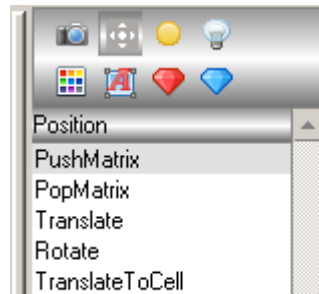 Position
PushMatrix
PopMatrix
Translate
Rotate
TranslateToCell